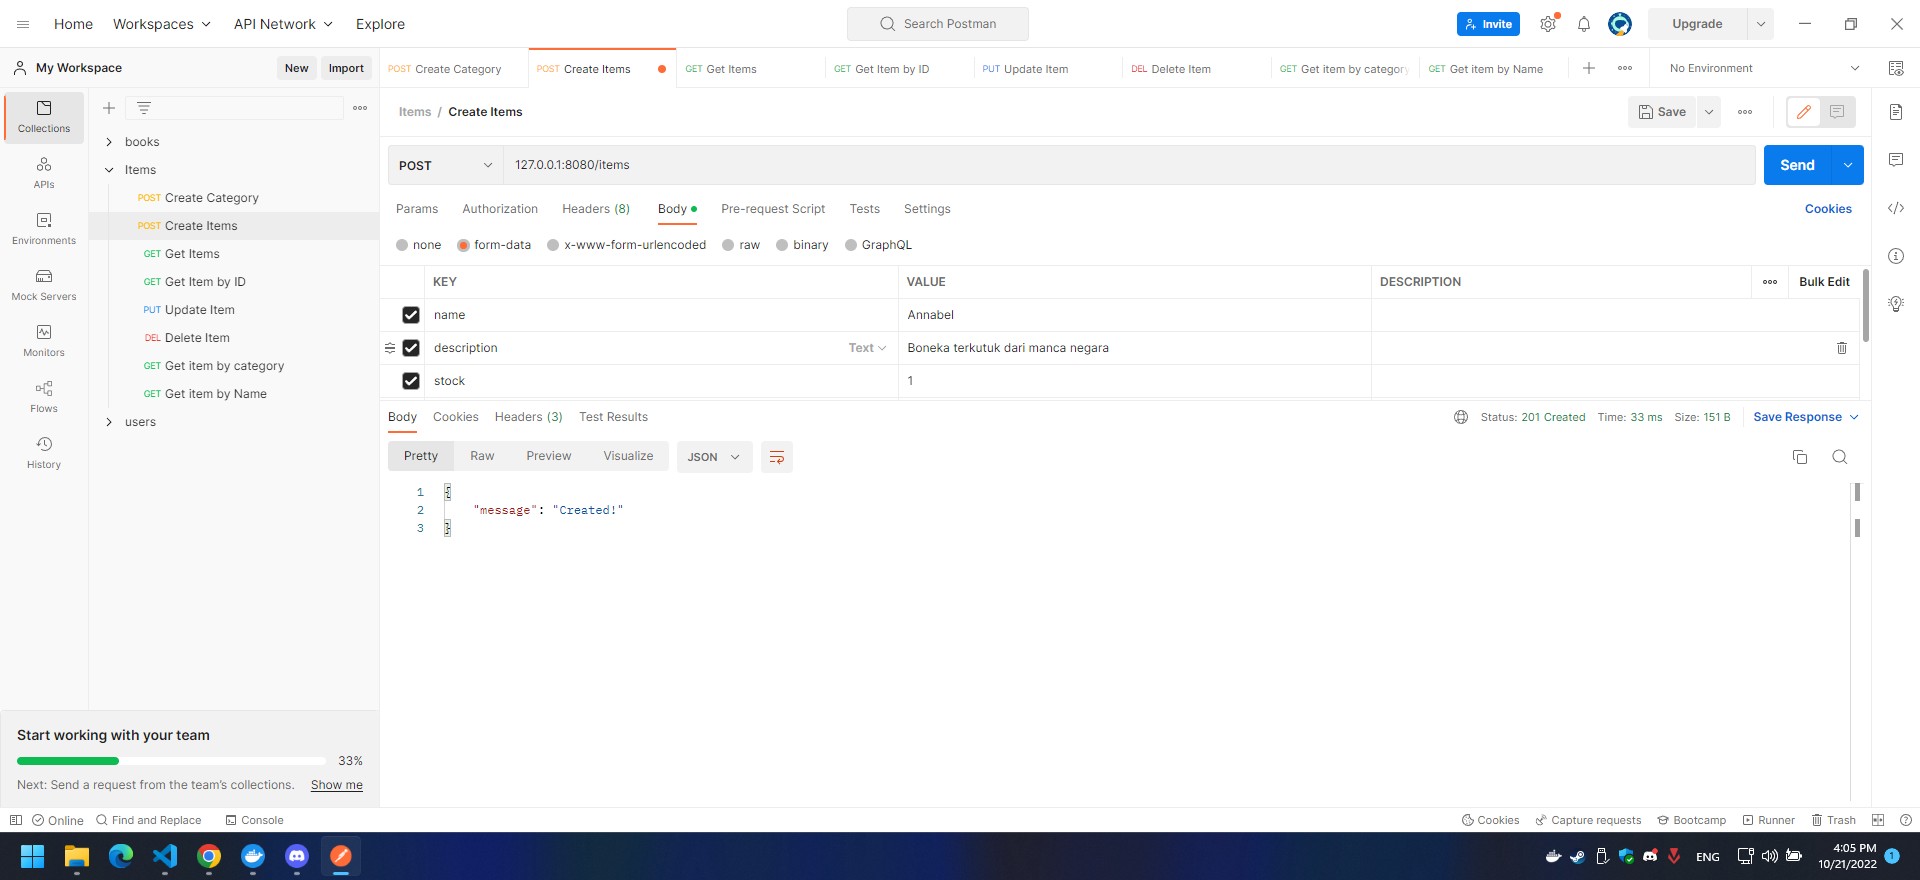 Home Workspaces API Network Explore Search Postman Invite Upgrade
My Workspace New Import
POST Create Category POST Create Items GET Get Items GET Get Item by ID PUT Update Item DEL Delete Item GET Get item by category GET Get item by Name No Environment
Collections
APIs
Environments
Mock Servers
Monitors
Flows
History
books
Items
POST Create Category
POST Create Items
GET Get Items
GET Get Item by ID
PUT Update Item
DEL Delete Item
GET Get item by category
GET Get item by Name
users
Start working with your team
33%
Next: Send a request from the team's collections. Show me
Items / Create Items Save
POST 127.0.0.1:8080/items Send
Params Authorization Headers (8) Body Pre-request Script Tests Settings Cookies
none form-data x-www-form-urlencoded raw binary GraphQL
KEY VALUE DESCRIPTION Bulk Edit
name Annabel
description Text Boneka terkutuk dari manca negara
stock 1
Body Cookies Headers (3) Test Results Status: 201 Created Time: 33 ms Size: 151 B Save Response
Pretty Raw Preview Visualize JSON
1 {
2 "message": "Created!"
3 }
Online Find and Replace Console Cookies Capture requests Bootcamp Runner Trash
ENG 4:05 PM
10/21/2022 1